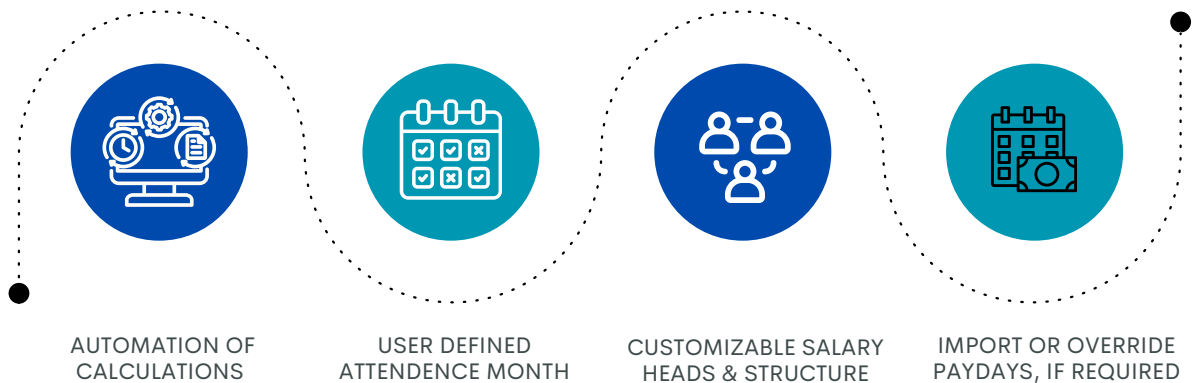 AUTOMATION OF
CALCULATIONS
USER DEFINED
ATTENDENCE MONTH
CUSTOMIZABLE SALARY
HEADS & STRUCTURE
IMPORT OR OVERRIDE
PAYDAYS, IF REQUIRED